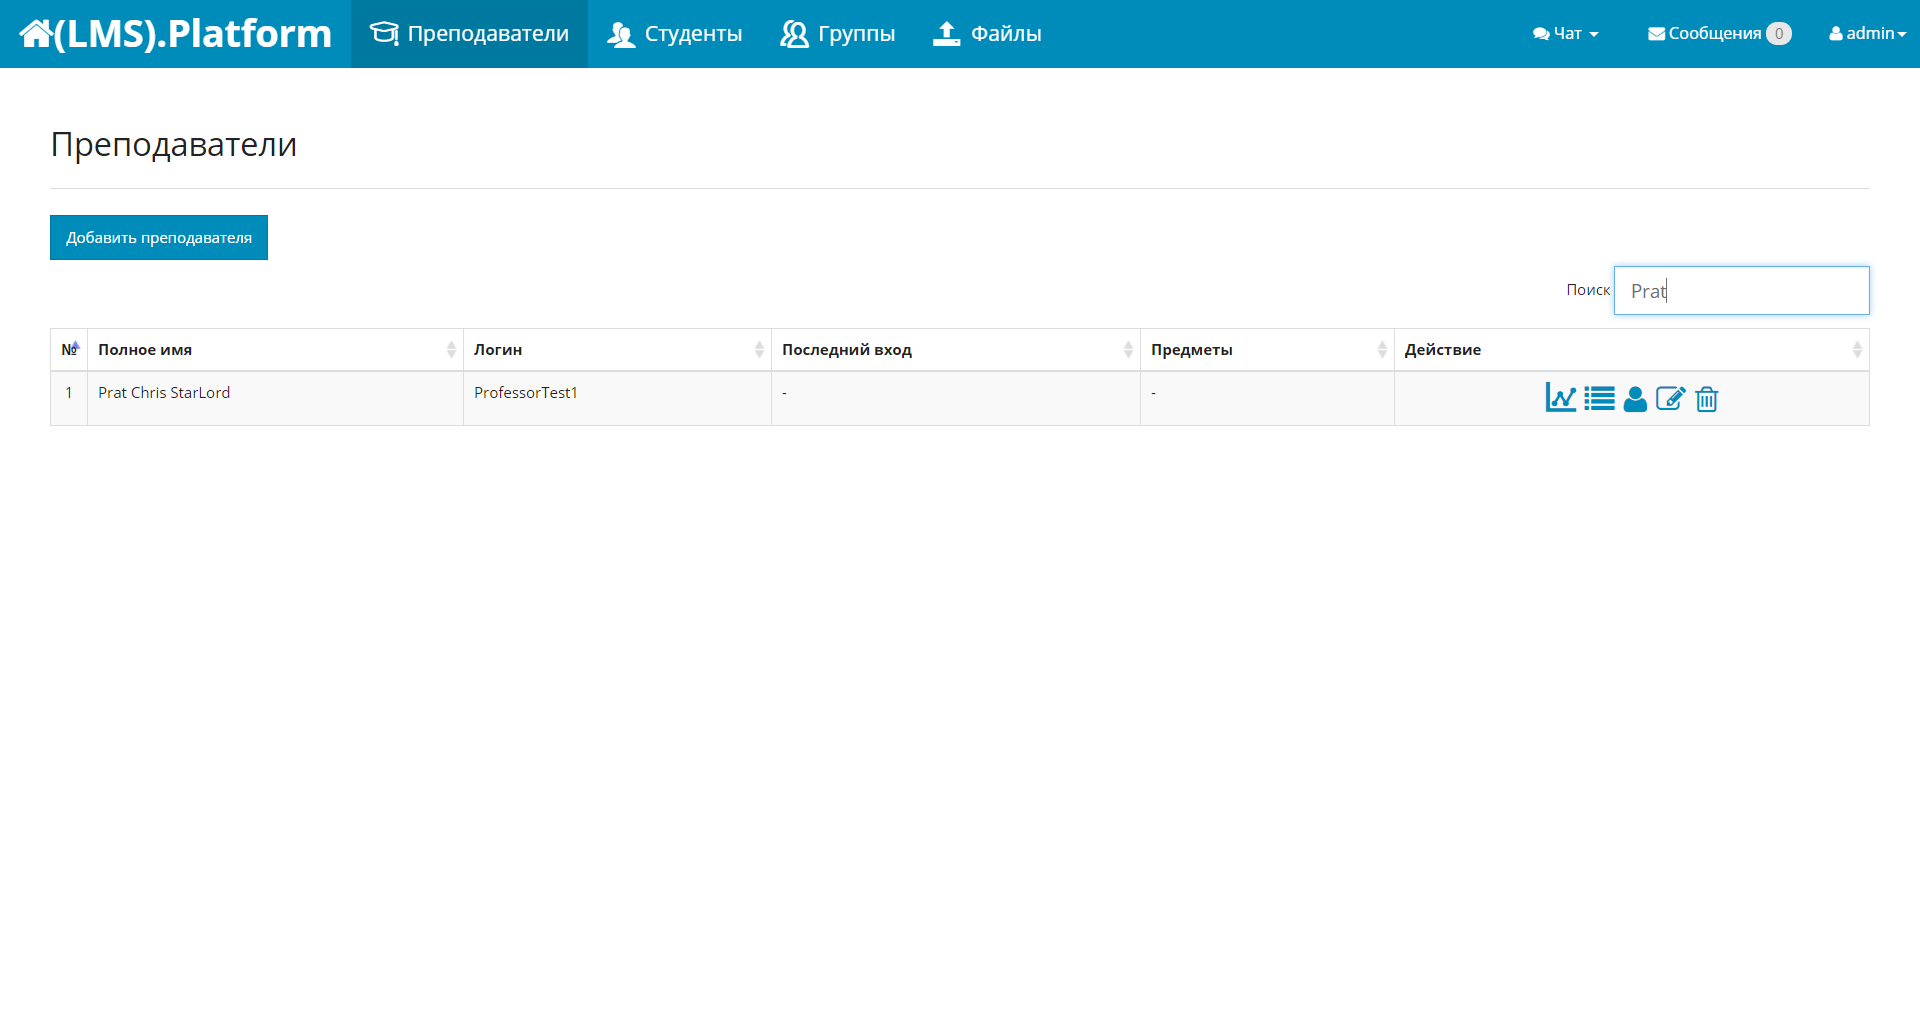 (LMS).Platform Преподаватели Студенты Группы Файлы Чат Сообщения 0 admin
Преподаватели
Добавить преподавателя
Поиск Prat
№ Полное имя Логин Последний вход Предметы Действие
1 Prat Chris StarLord ProfessorTest1 - -